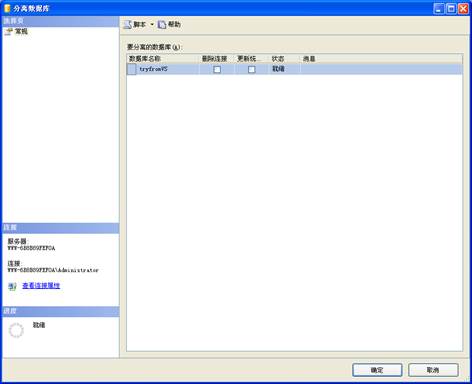 分离数据库
选择页
常规
脚本
帮助
要分离的数据库(A):
数据库名称 删除连接 更新统... 状态 消息
tryfromVS 就绪
连接
服务器:
WWW-6B8B89FEF0A
连接:
WWW-6B8B89FEF0A\Administrator
查看连接属性
进度
就绪
确定
取消